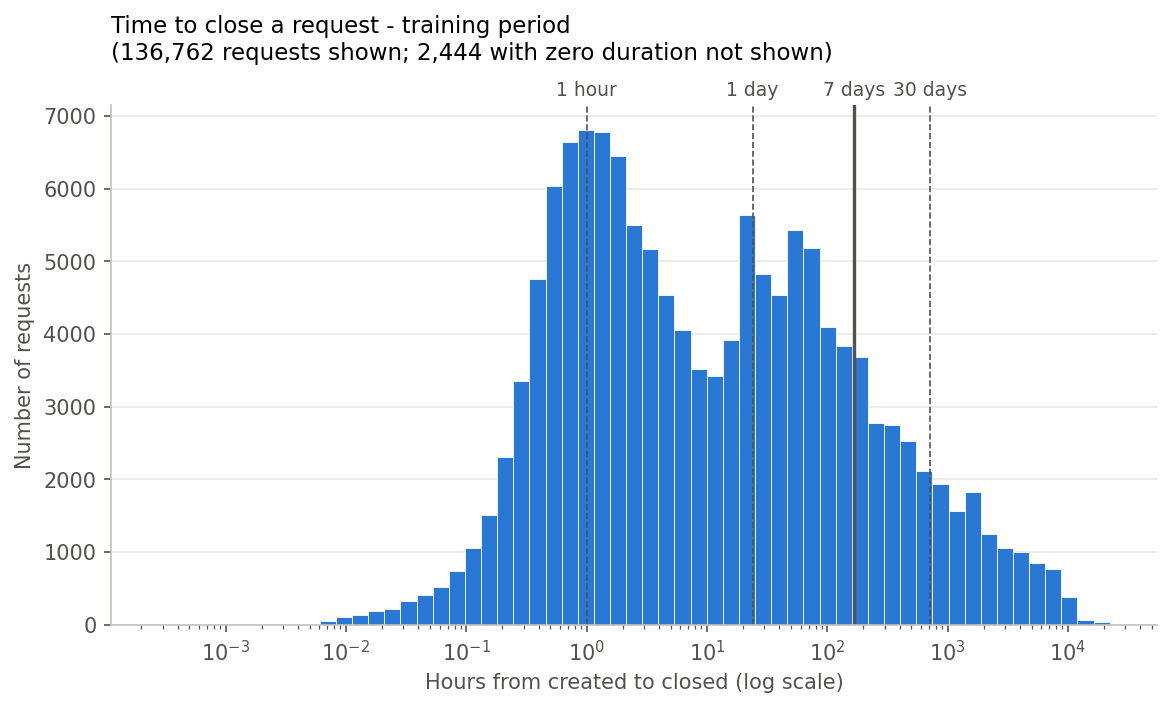 Time to close a request - training period
(136,762 requests shown; 2,444 with zero duration not shown)
1 hour
1 day
7 days
30 days
7000
6000
5000
4000
3000
2000
1000
0
Number of requests
10⁻³
10⁻²
10⁻¹
10⁰
10¹
10²
10³
10⁴
Hours from created to closed (log scale)